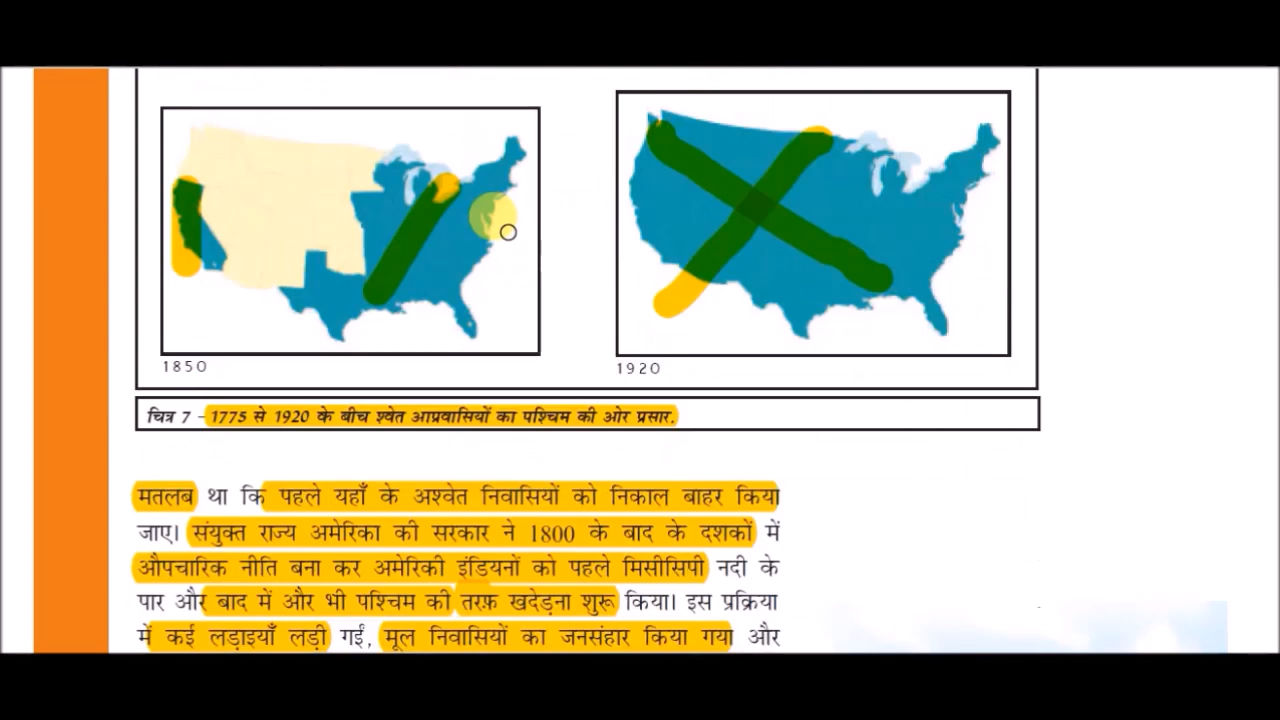 1850
1920
चित्र 7 – 1775 से 1920 के बीच श्वेत आप्रवासियों का पश्चिम की ओर प्रसार.
मतलब था कि पहले यहाँ के अश्वेत निवासियों को निकाल बाहर किया
जाए। संयुक्त राज्य अमेरिका की सरकार ने 1800 के बाद के दशकों में
औपचारिक नीति बना कर अमेरिकी इंडियनों को पहले मिसीसिपी नदी के
पार और बाद में और भी पश्चिम की तरफ़ खदेड़ना शुरू किया। इस प्रक्रिया
में कई लड़ाइयाँ लड़ी गईं, मूल निवासियों का जनसंहार किया गया और